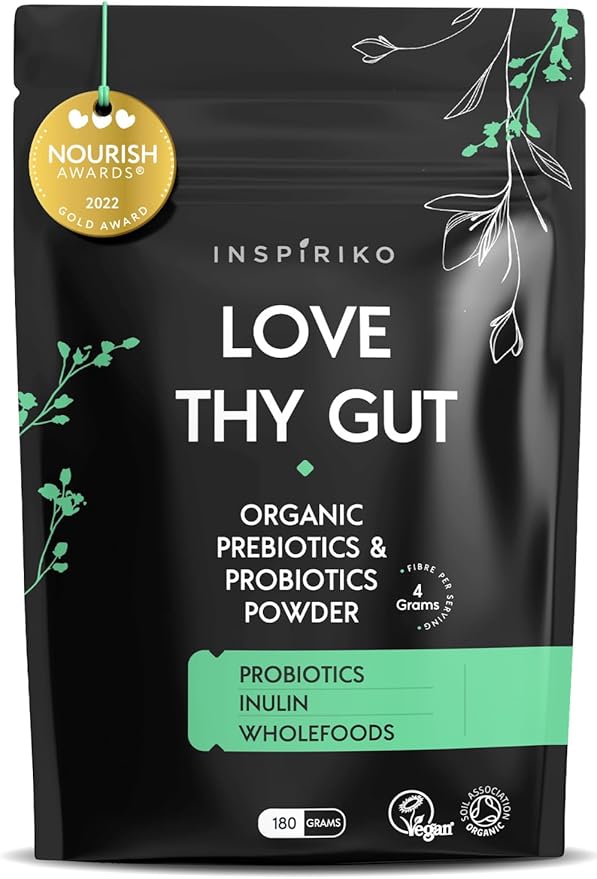 NOURISH
AWARDS®
2022
GOLD AWARD
INSPIRIKO
LOVE
THY GUT
ORGANIC
PREBIOTICS &
PROBIOTICS
POWDER
• FIBRE PER SERVING •
4
Grams
PROBIOTICS
INULIN
WHOLEFOODS
180 GRAMS
Vegan
SOIL ASSOCIATION
ORGANIC